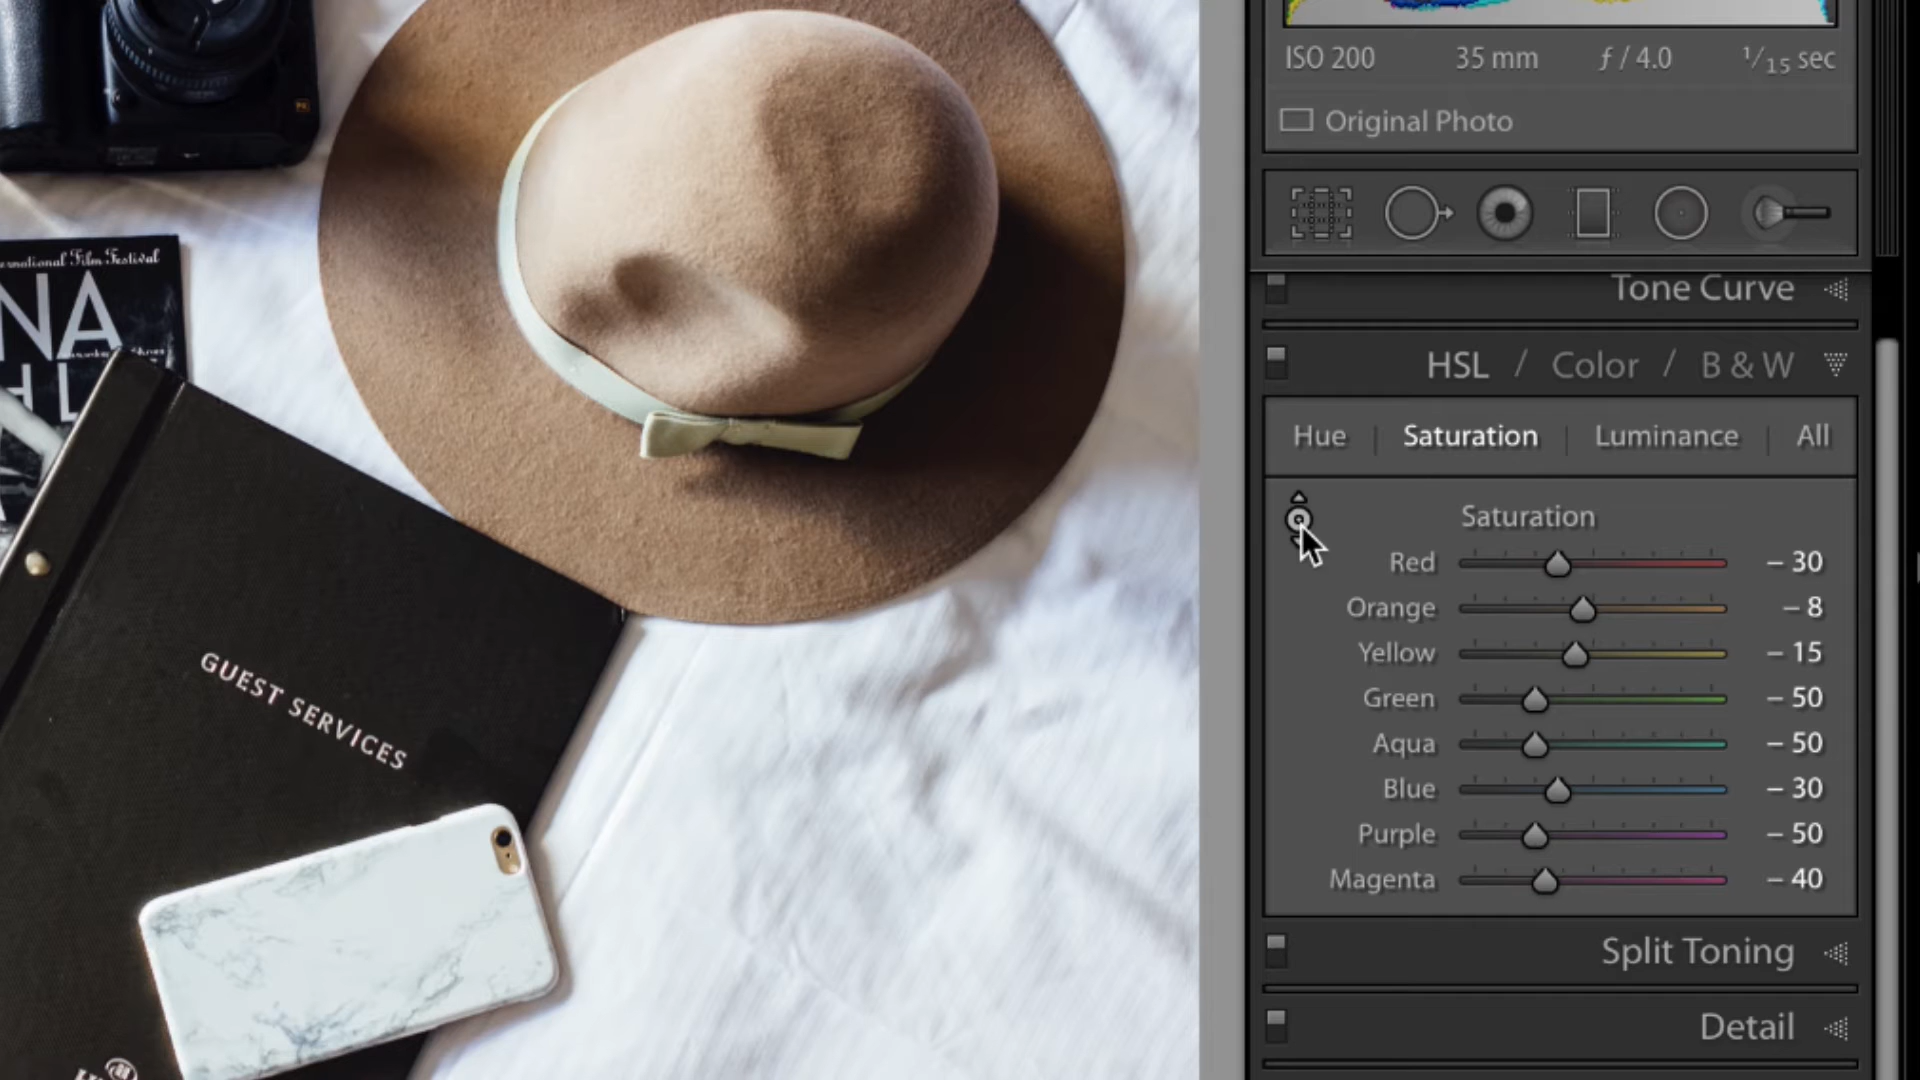 ISO 200 35 mm ƒ / 4.0 1/15 sec
Original Photo
Tone Curve
HSL / Color / B & W
Hue | Saturation | Luminance | All
Saturation
Red – 30
Orange – 8
Yellow – 15
Green – 50
Aqua – 50
Blue – 30
Purple – 50
Magenta – 40
Split Toning
Detail
Film Festival
NA
GUEST SERVICES